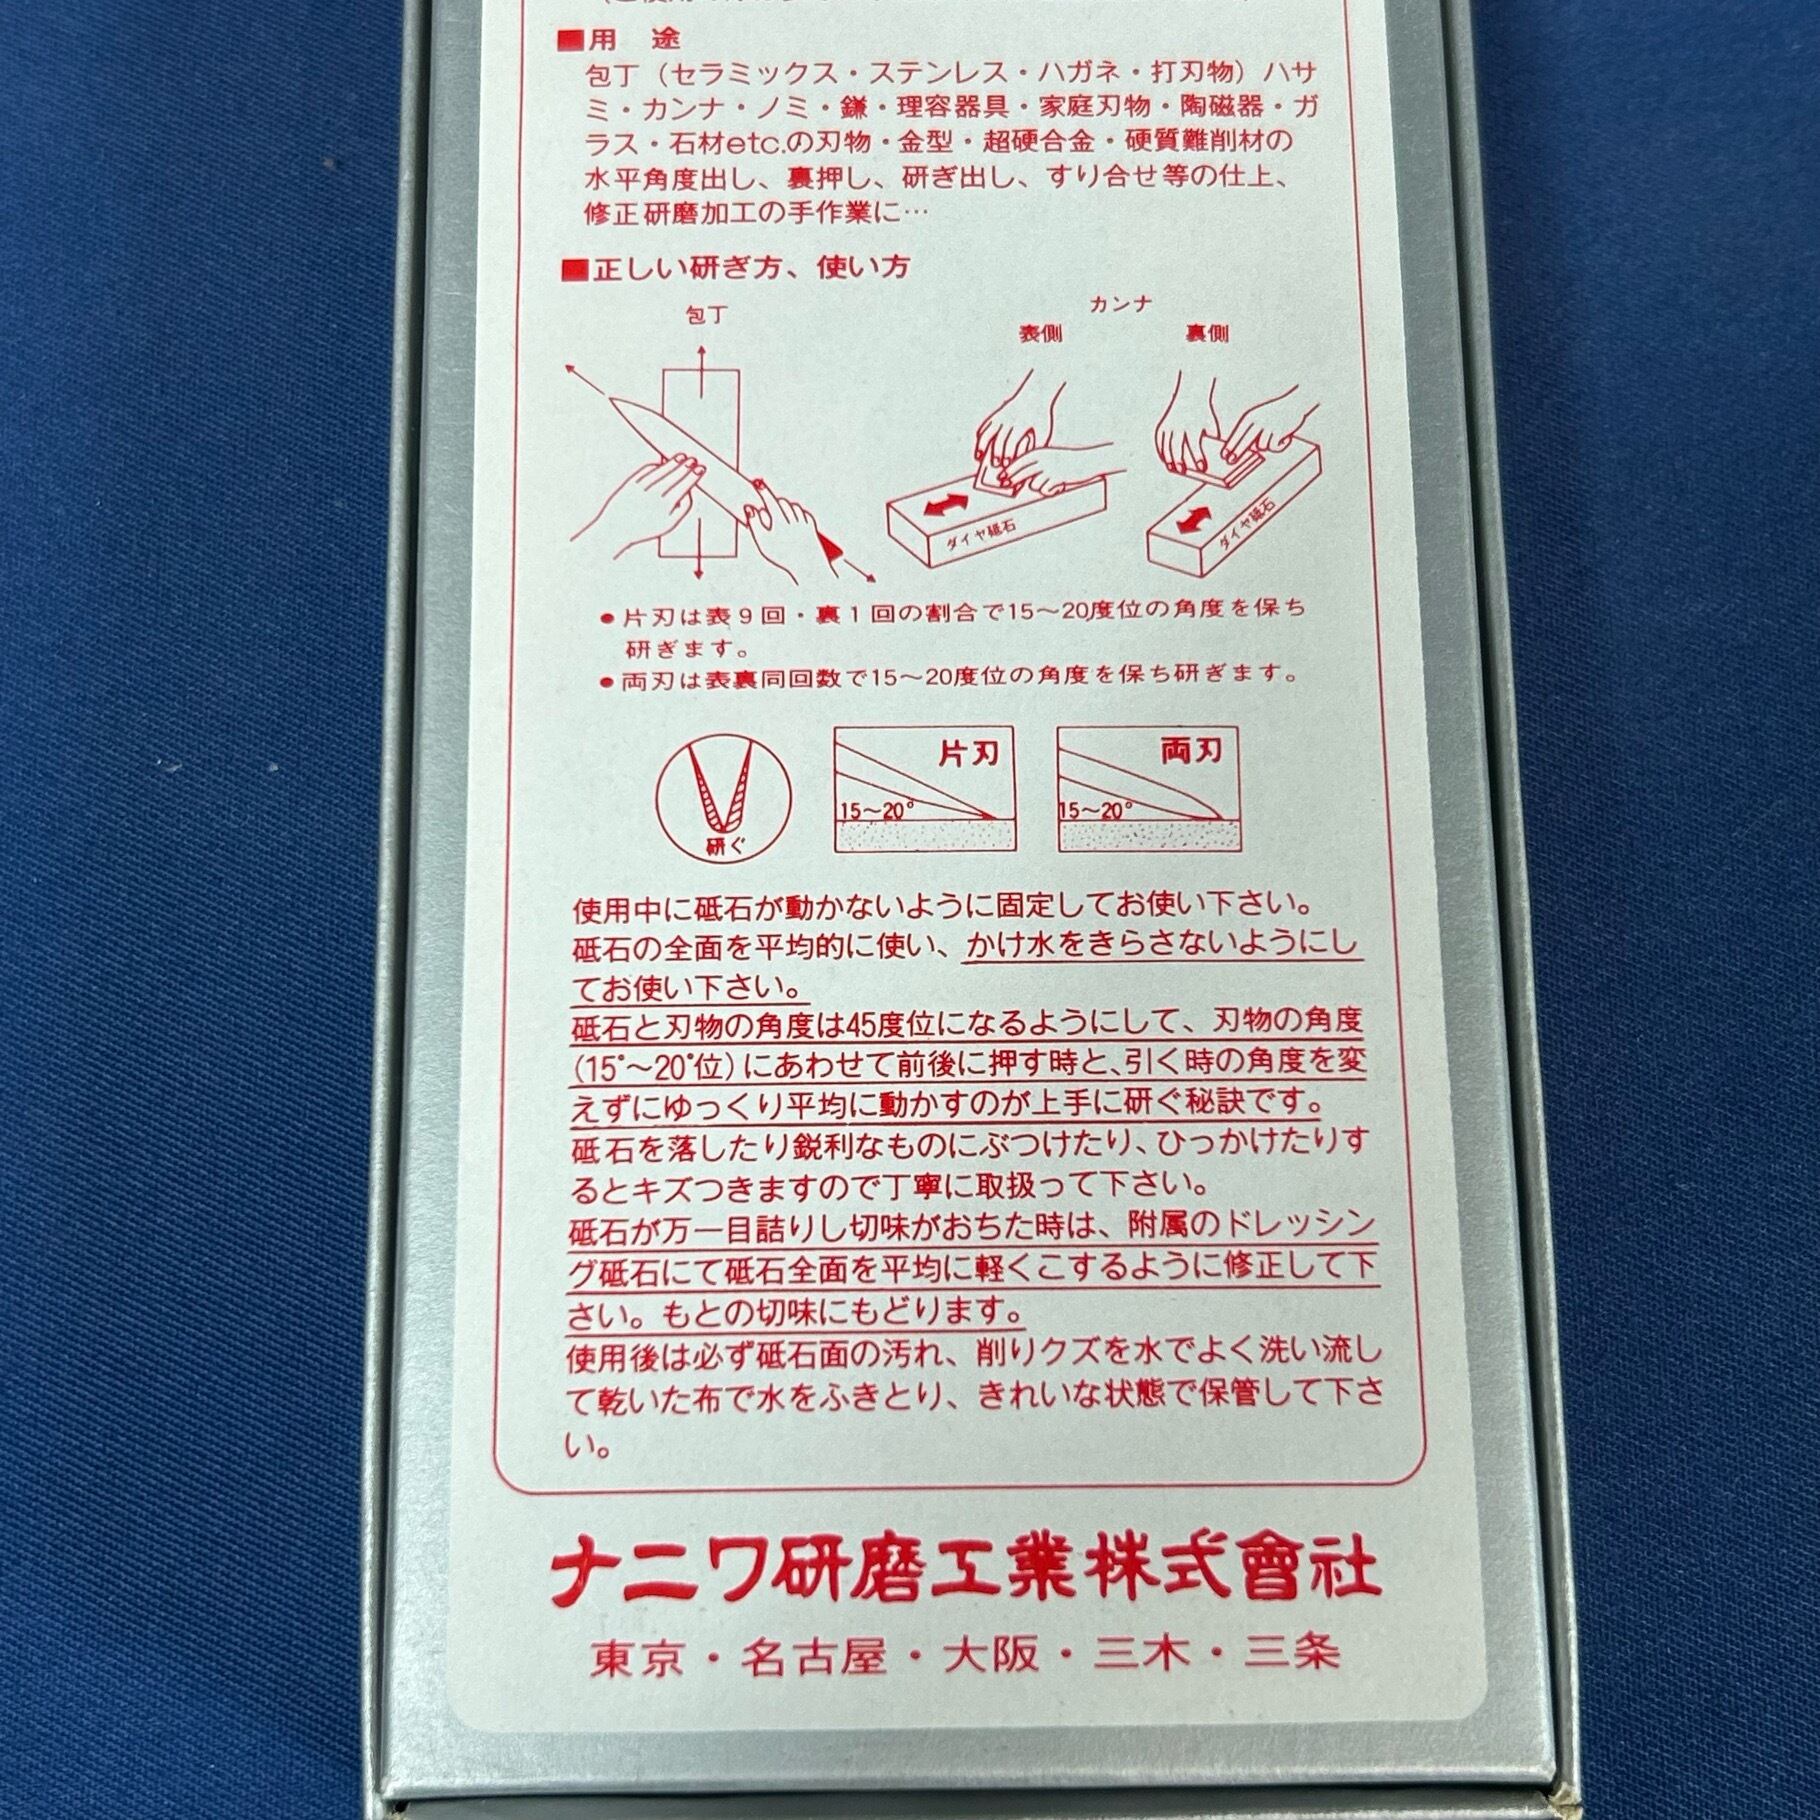 ■用　途
包丁（セラミックス・ステンレス・ハガネ・打刃物）ハサ
ミ・カンナ・ノミ・鎌・理容器具・家庭刃物・陶磁器・ガ
ラス・石材etc.の刃物・金型・超硬合金・硬質難削材の
水平角度出し、裏押し、研ぎ出し、すり合せ等の仕上、
修正研磨加工の手作業に…
■正しい研ぎ方、使い方
包丁
カンナ
表側
裏側
ダイヤ砥石
ダイヤ砥石
●片刃は表９回・裏１回の割合で15〜20度位の角度を保ち
研ぎます。
●両刃は表裏同回数で15〜20度位の角度を保ち研ぎます。
研ぐ
片刃
15〜20°
両刃
15〜20°
使用中に砥石が動かないように固定してお使い下さい。
砥石の全面を平均的に使い、かけ水をきらさないようにし
てお使い下さい。
砥石と刃物の角度は45度位になるようにして、刃物の角度
(15°〜20°位)にあわせて前後に押す時と、引く時の角度を変
えずにゆっくり平均に動かすのが上手に研ぐ秘訣です。
砥石を落したり鋭利なものにぶつけたり、ひっかけたりす
るとキズつきますので丁寧に取扱って下さい。
砥石が万一目詰りし切味がおちた時は、附属のドレッシン
グ砥石にて砥石全面を平均に軽くこするように修正して下
さい。もとの切味にもどります。
使用後は必ず砥石面の汚れ、削りクズを水でよく洗い流し
て乾いた布で水をふきとり、きれいな状態で保管して下さ
い。
ナニワ研磨工業株式會社
東京・名古屋・大阪・三木・三条